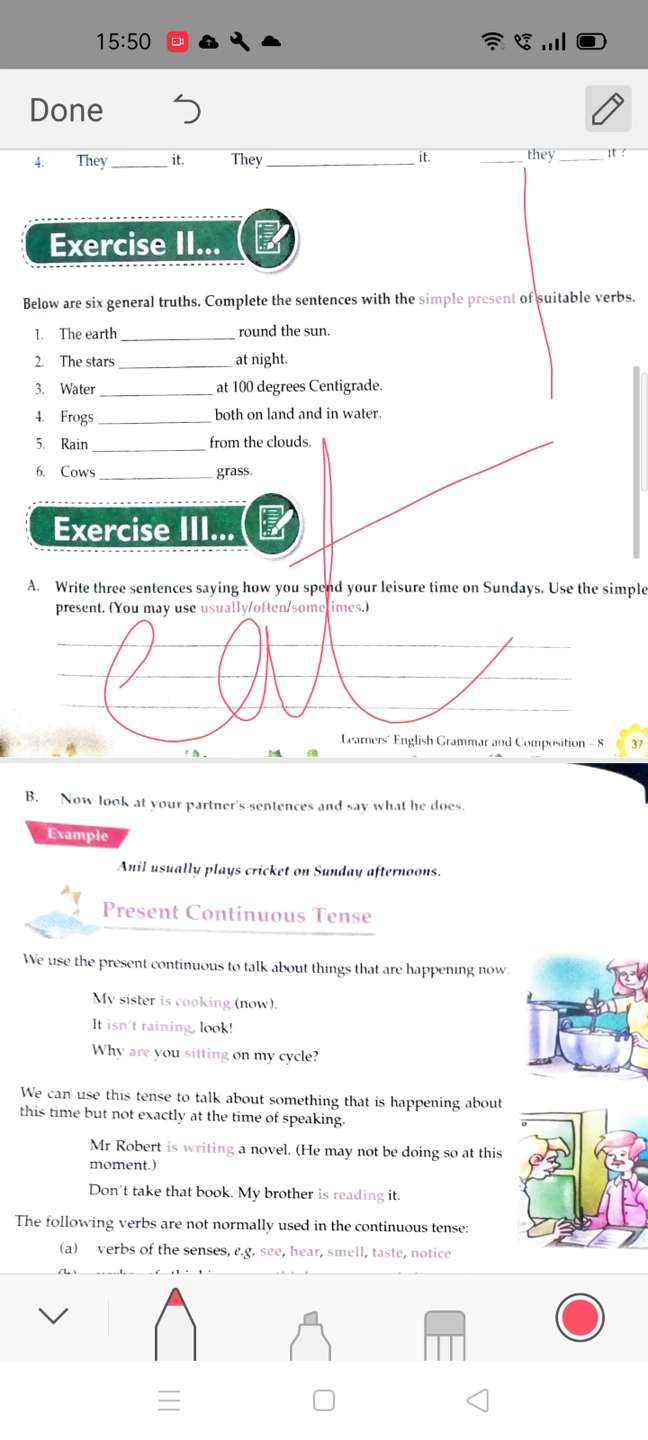 15:50
Done
4. They ______ it. They ______ it. ______ they ______ it ?
Exercise II...
Below are six general truths. Complete the sentences with the simple present of suitable verbs.
1. The earth ______ round the sun.
2. The stars ______ at night.
3. Water ______ at 100 degrees Centigrade.
4. Frogs ______ both on land and in water.
5. Rain ______ from the clouds.
6. Cows ______ grass.
Exercise III...
A. Write three sentences saying how you spend your leisure time on Sundays. Use the simple
present. (You may use usually/often/sometimes.)
eat
Learners' English Grammar and Composition – 8 37
B. Now look at your partner's sentences and say what he does.
Example
Anil usually plays cricket on Sunday afternoons.
Present Continuous Tense
We use the present continuous to talk about things that are happening now:
My sister is cooking (now).
It isn't raining, look!
Why are you sitting on my cycle?
We can use this tense to talk about something that is happening about
this time but not exactly at the time of speaking.
Mr Robert is writing a novel. (He may not be doing so at this
moment.)
Don't take that book. My brother is reading it.
The following verbs are not normally used in the continuous tense:
(a) verbs of the senses, e.g. see, hear, smell, taste, notice